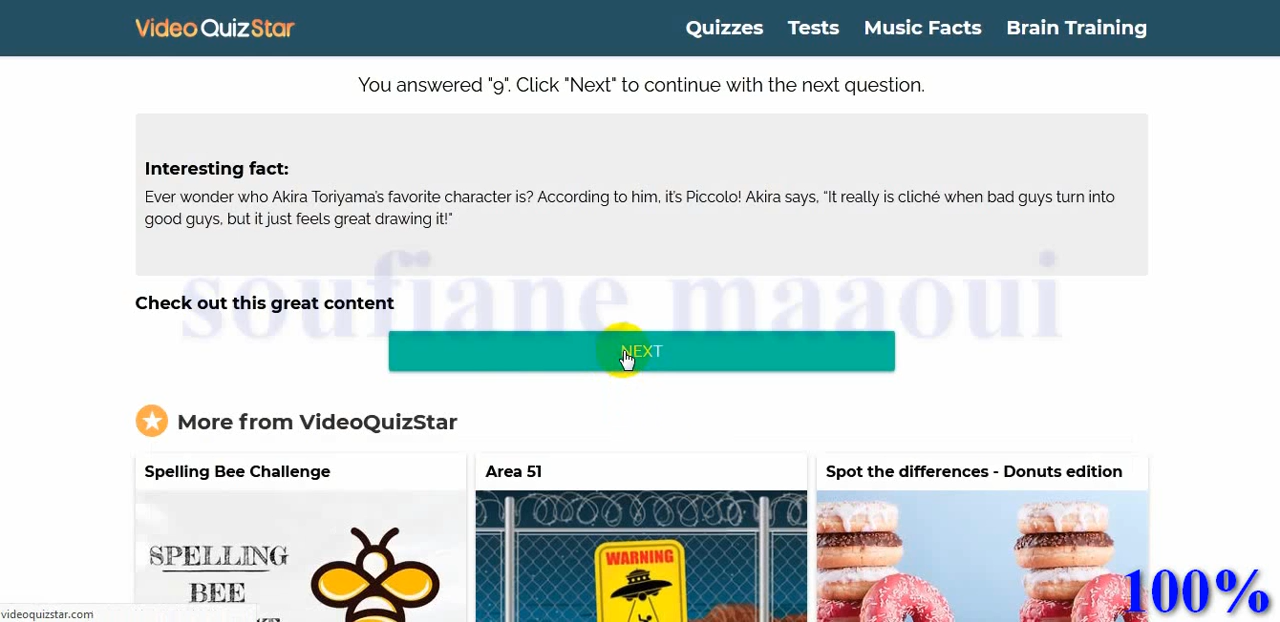 VideoQuizStar
Quizzes Tests Music Facts Brain Training
You answered "9". Click "Next" to continue with the next question.
Interesting fact:
Ever wonder who Akira Toriyama's favorite character is? According to him, it's Piccolo! Akira says, "It really is cliché when bad guys turn into
good guys, but it just feels great drawing it!"
soufiane maaoui
Check out this great content
NEXT
More from VideoQuizStar
Spelling Bee Challenge
Area 51
Spot the differences - Donuts edition
SPELLING
BEE
WARNING
videoquizstar.com
100%